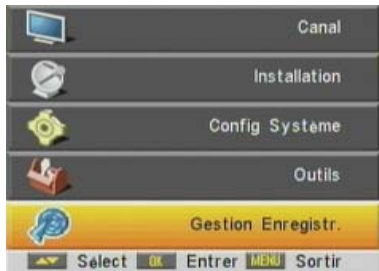 Canal
Installation
Config Système
Outils
Gestion Enregistr.
Sélect OK Entrer MENU Sortir